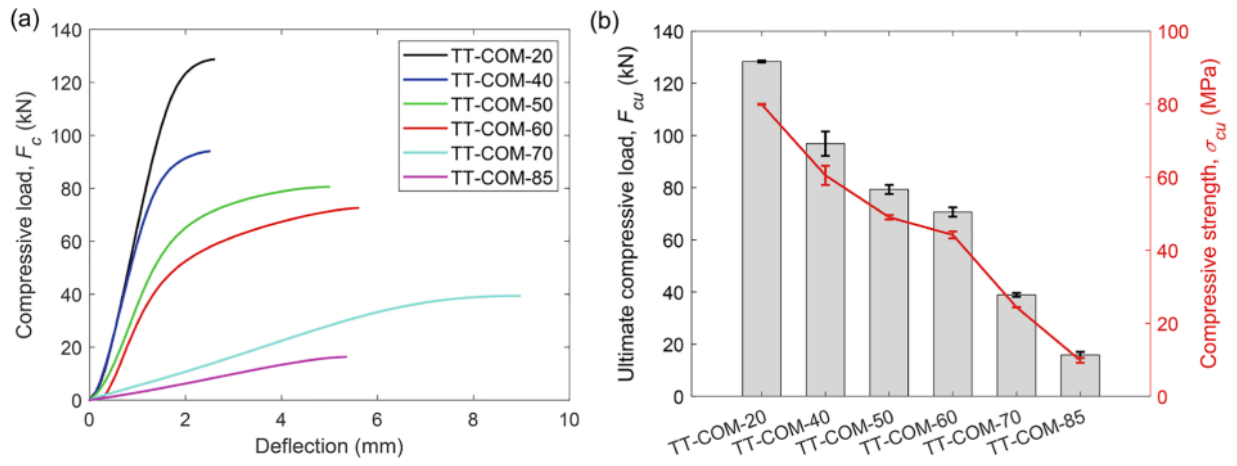 (a)
140
120
100
80
60
40
20
0
Compressive load, F_c (kN)
0 2 4 6 8 10
Deflection (mm)
TT-COM-20
TT-COM-40
TT-COM-50
TT-COM-60
TT-COM-70
TT-COM-85
(b)
140
120
100
80
60
40
20
0
Ultimate compressive load, F_cu (kN)
TT-COM-20
TT-COM-40
TT-COM-50
TT-COM-60
TT-COM-70
TT-COM-85
100
80
60
40
20
0
Compressive strength, σ_cu (MPa)